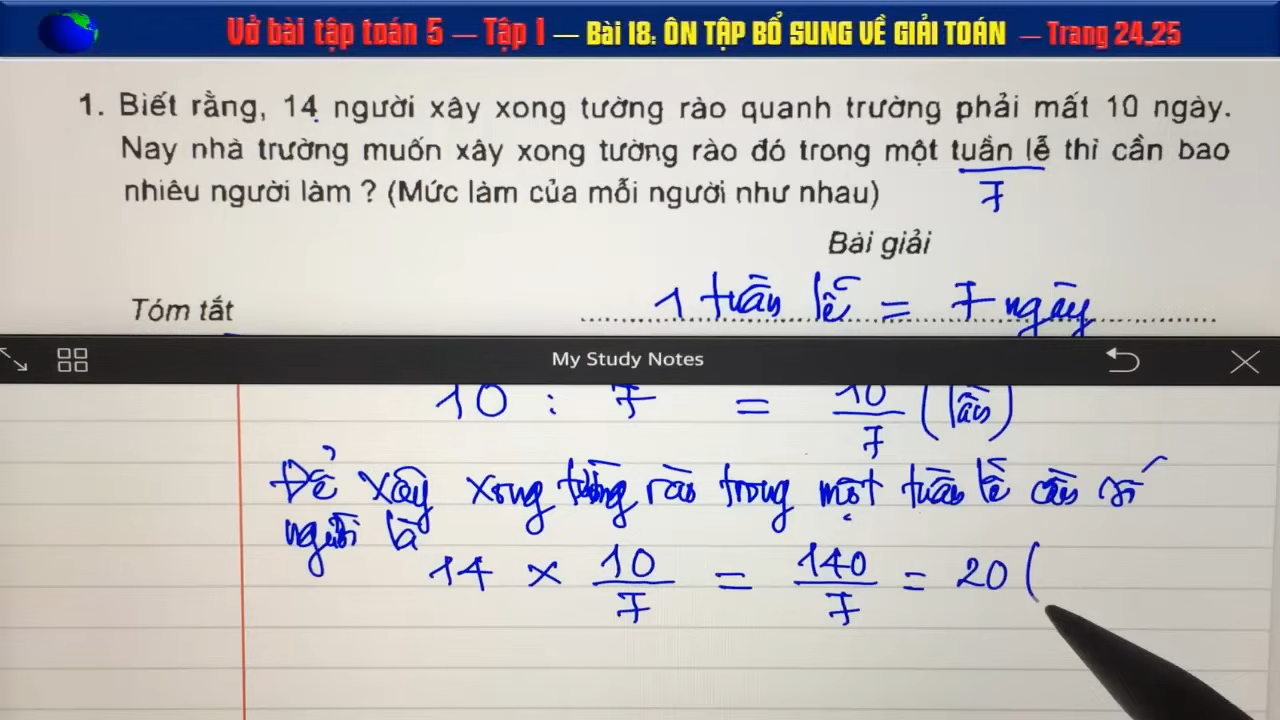 Vở bài tập toán 5 – Tập 1 – Bài 18: ÔN TẬP BỔ SUNG VỀ GIẢI TOÁN – Trang 24,25
1. Biết rằng, 14 người xây xong tường rào quanh trường phải mất 10 ngày.
Nay nhà trường muốn xây xong tường rào đó trong một tuần lễ thì cần bao
nhiêu người làm ? (Mức làm của mỗi người như nhau)
7
Bài giải
1 tuần lễ = 7 ngày
Tóm tắt
My Study Notes
10 : 7 = 10/7 (lần)
Để xây xong tường rào trong một tuần lễ cần số
người là
14 × 10/7 = 140/7 = 20 (